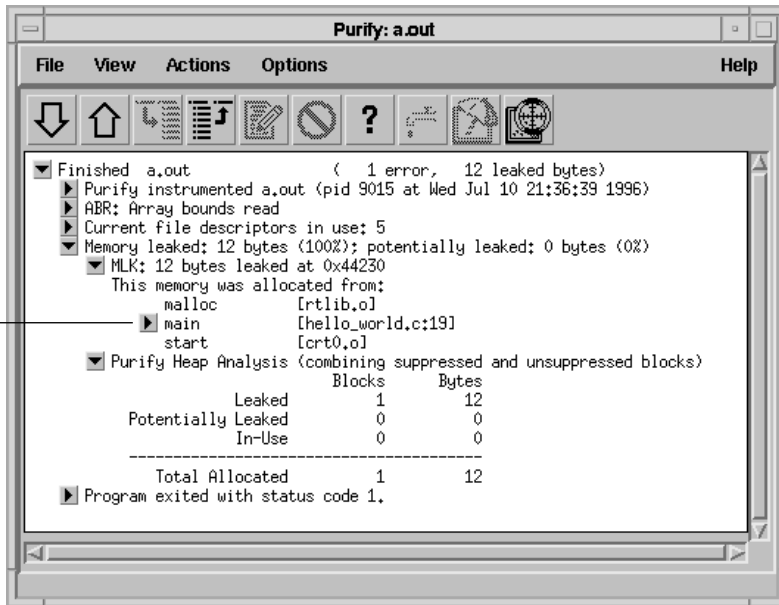 Purify: a.out
File View Actions Options Help
?
Finished a.out ( 1 error, 12 leaked bytes)
Purify instrumented a.out (pid 9015 at Wed Jul 10 21:36:39 1996)
ABR: Array bounds read
Current file descriptors in use: 5
Memory leaked: 12 bytes (100%); potentially leaked: 0 bytes (0%)
MLK: 12 bytes leaked at 0x44230
This memory was allocated from:
malloc [rtlib.o]
main [hello_world.c:19]
start [crt0.o]
Purify Heap Analysis (combining suppressed and unsuppressed blocks)
Blocks Bytes
Leaked 1 12
Potentially Leaked 0 0
In-Use 0 0
----------------------------------------
Total Allocated 1 12
Program exited with status code 1.